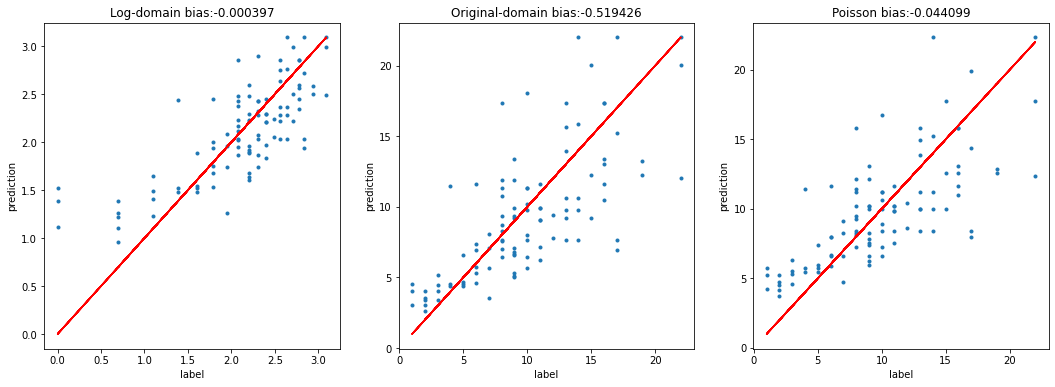 Log-domain bias:-0.000397
3.0
2.5
2.0
1.5
1.0
0.5
0.0
prediction
0.0 0.5 1.0 1.5 2.0 2.5 3.0
label
Original-domain bias:-0.519426
20
15
10
5
0
prediction
0 5 10 15 20
label
Poisson bias:-0.044099
20
15
10
5
0
prediction
0 5 10 15 20
label